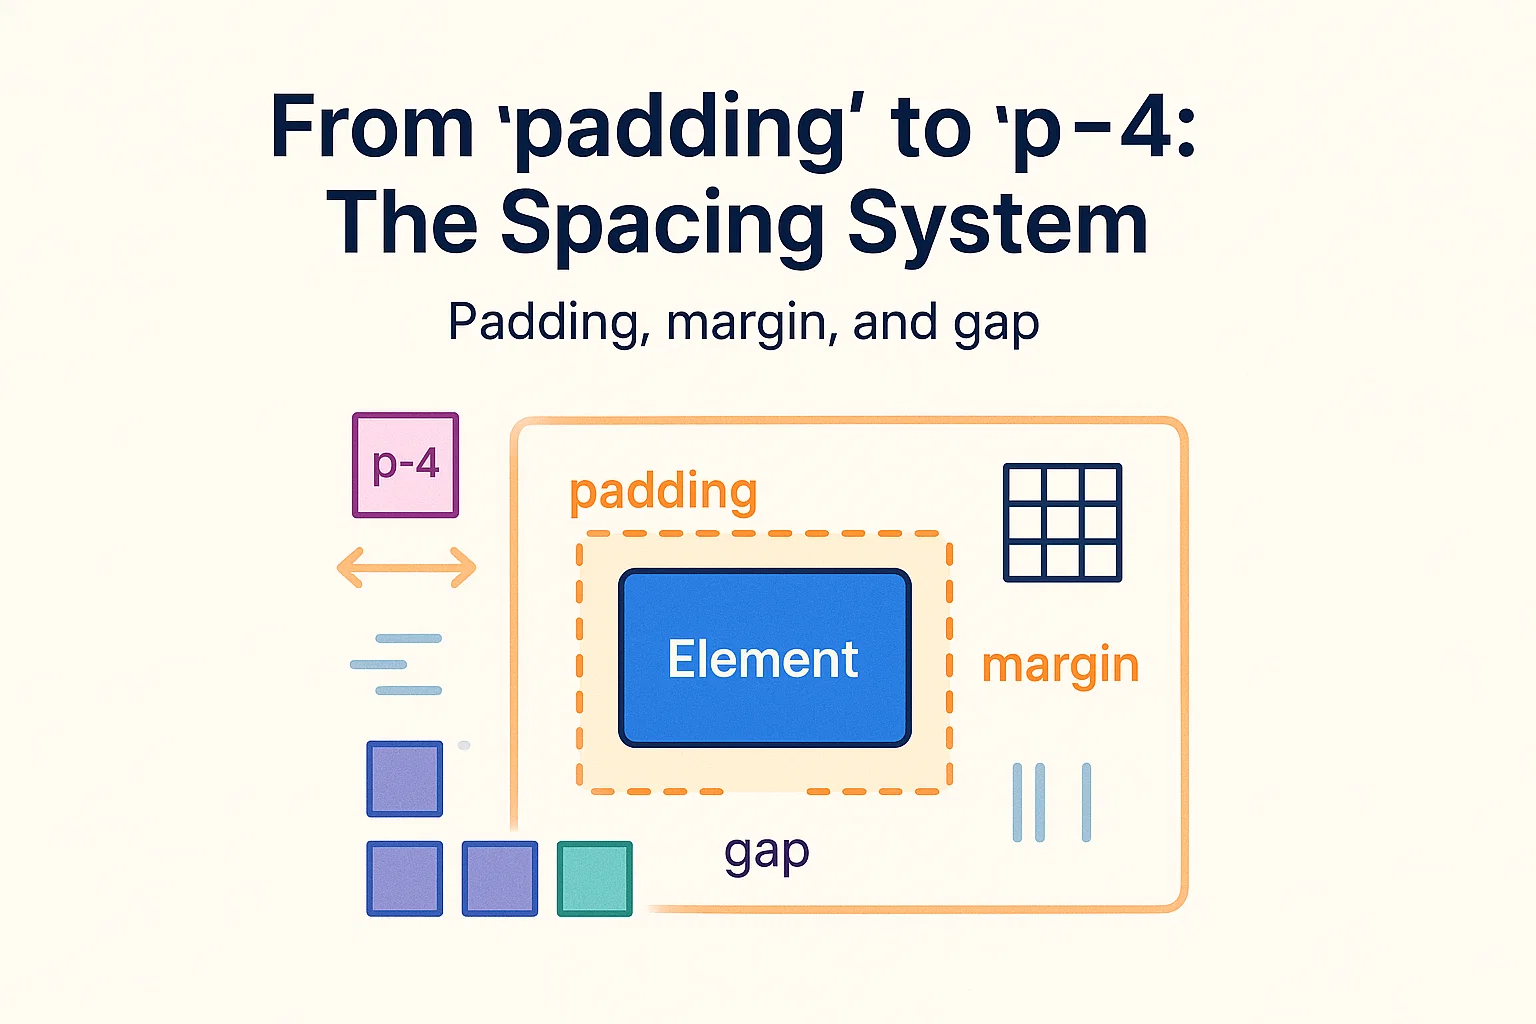 From ‘padding’ to ‘p-4:
The Spacing System
Padding, margin, and gap
p-4
padding
Element
margin
gap